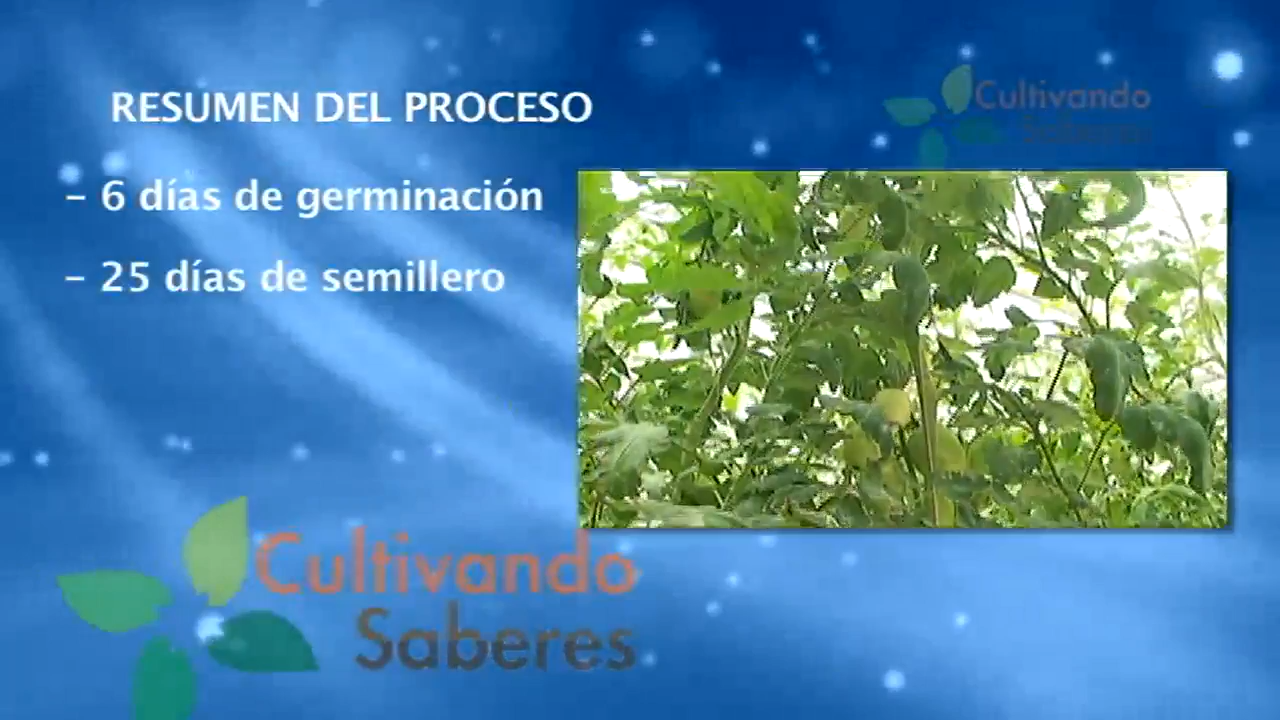 RESUMEN DEL PROCESO
Cultivando
Saberes
- 6 días de germinación
- 25 días de semillero
Cultivando
Saberes